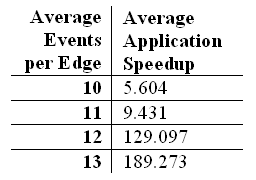 Average Average
Events Application
per Edge Speedup
10 5.604
11 9.431
12 129.097
13 189.273